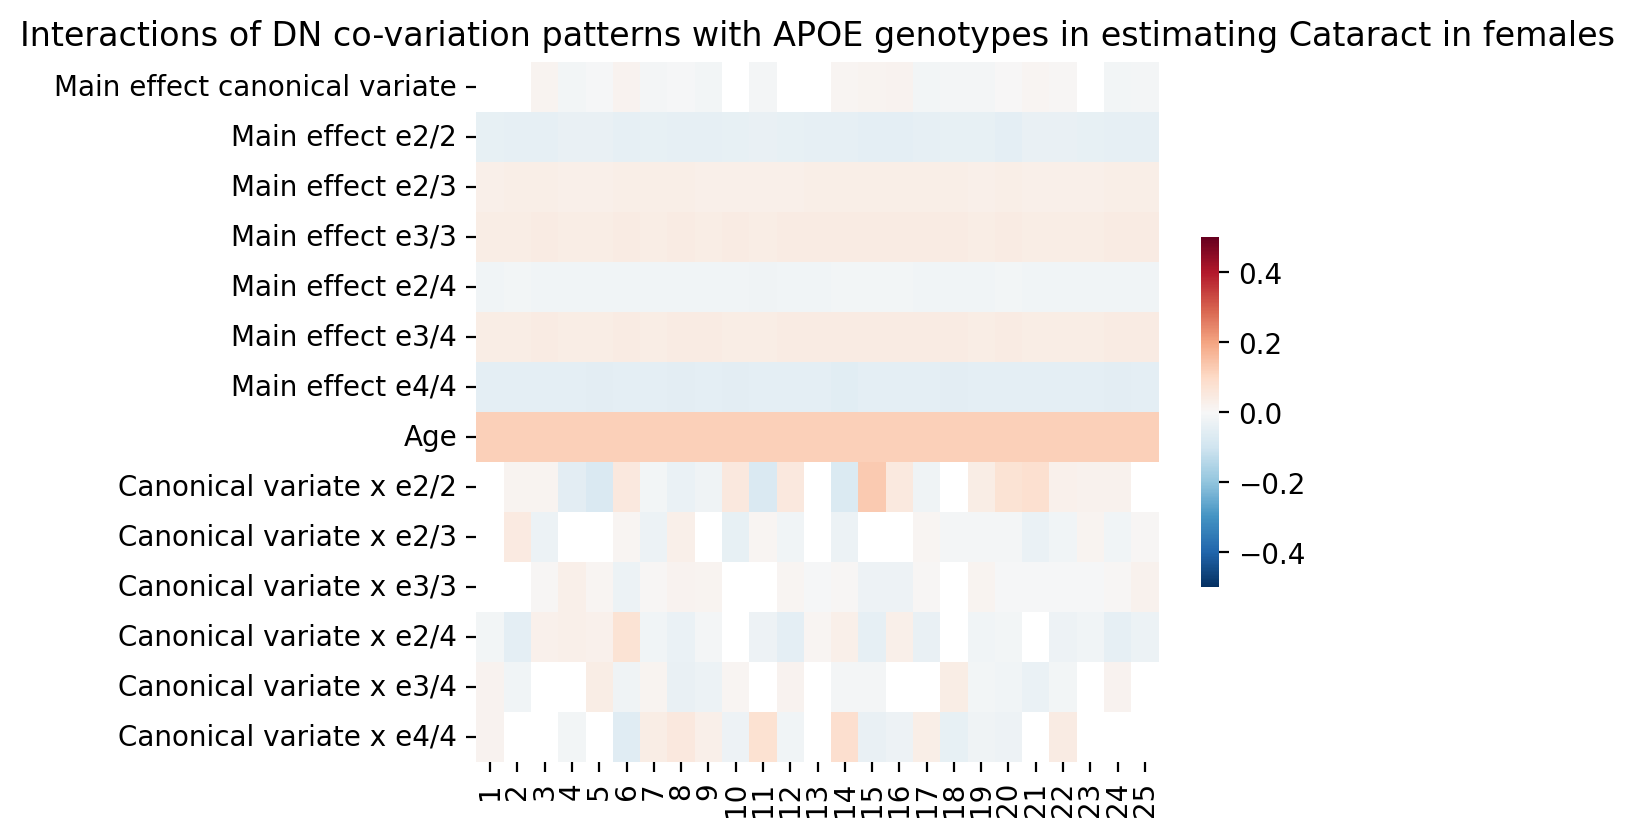 Interactions of DN co-variation patterns with APOE genotypes in estimating Cataract in females
Main effect canonical variate
Main effect e2/2
Main effect e2/3
Main effect e3/3
Main effect e2/4
Main effect e3/4
Main effect e4/4
Age
Canonical variate x e2/2
Canonical variate x e2/3
Canonical variate x e3/3
Canonical variate x e2/4
Canonical variate x e3/4
Canonical variate x e4/4
1 2 3 4 5 6 7 8 9 10 11 12 13 14 15 16 17 18 19 20 21 22 23 24 25
0.4
0.2
0.0
−0.2
−0.4